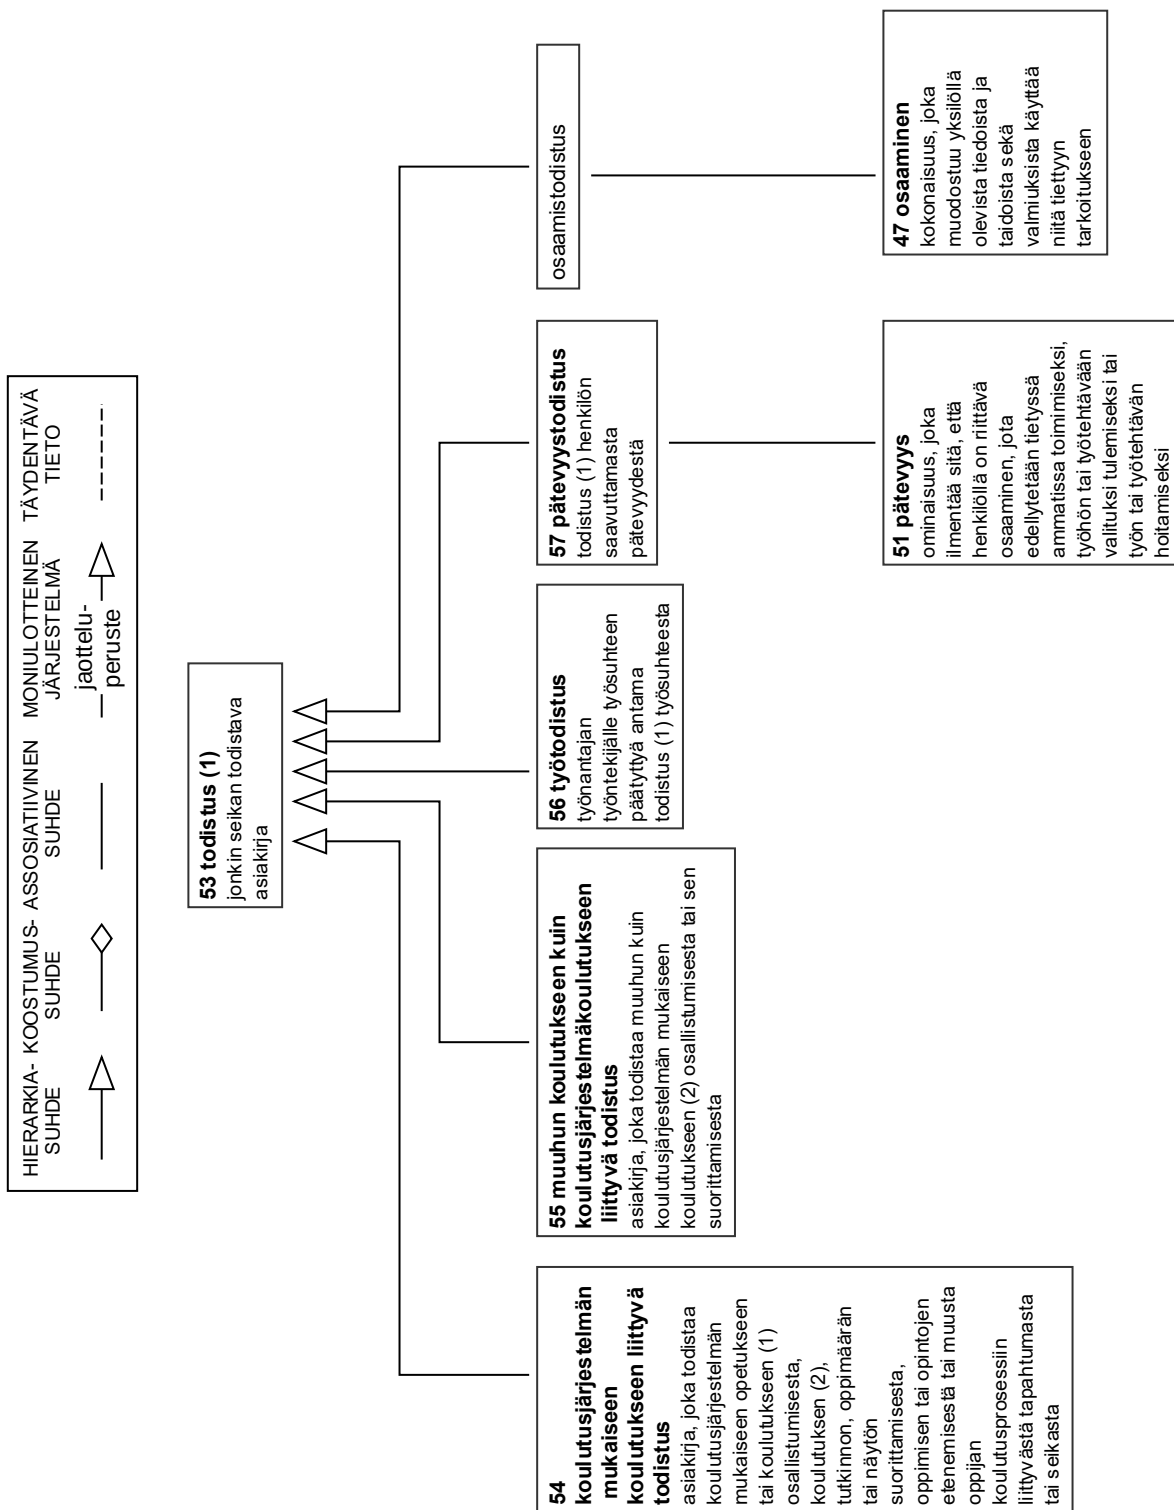 HIERARKIA-
SUHDE
KOOSTUMUS-
SUHDE
ASSOSIATIIVINEN
SUHDE
MONIULOTTEINEN
JÄRJESTELMÄ
jaottelu-
peruste
TÄYDENTÄVÄ
TIETO
53 todistus (1)
jonkin seikan todistava
asiakirja
54
koulutusjärjestelmän
mukaiseen
koulutukseen liittyvä
todistus
asiakirja, joka todistaa
koulutusjärjestelmän
mukaiseen opetukseen
tai koulutukseen (1)
osallistumisesta,
koulutuksen (2),
tutkinnon, oppimäärän
tai näytön
suorittamisesta,
oppimisen tai opintojen
etenemisestä tai muusta
oppijan
koulutusprosessiin
liittyvästä tapahtumasta
tai seikasta
55 muuhun koulutukseen kuin
koulutusjärjestelmäkoulutukseen
liittyvä todistus
asiakirja, joka todistaa muuhun kuin
koulutusjärjestelmän mukaiseen
koulutukseen (2) osallistumisesta tai sen
suorittamisesta
56 työtodistus
työnantajan
työntekijälle työsuhteen
päätyttyä antama
todistus (1) työsuhteesta
57 pätevyystodistus
todistus (1) henkilön
saavuttamasta
pätevyydestä
osaamistodistus
51 pätevyys
ominaisuus, joka
ilmentää sitä, että
henkilöllä on riittävä
osaaminen, jota
edellytetään tietyssä
ammatissa toimimiseksi,
työhön tai työtehtävään
valituksi tulemiseksi tai
työn tai työtehtävän
hoitamiseksi
47 osaaminen
kokonaisuus, joka
muodostuu yksilöllä
olevista tiedoista ja
taidoista sekä
valmiuksista käyttää
niitä tiettyyn
tarkoitukseen